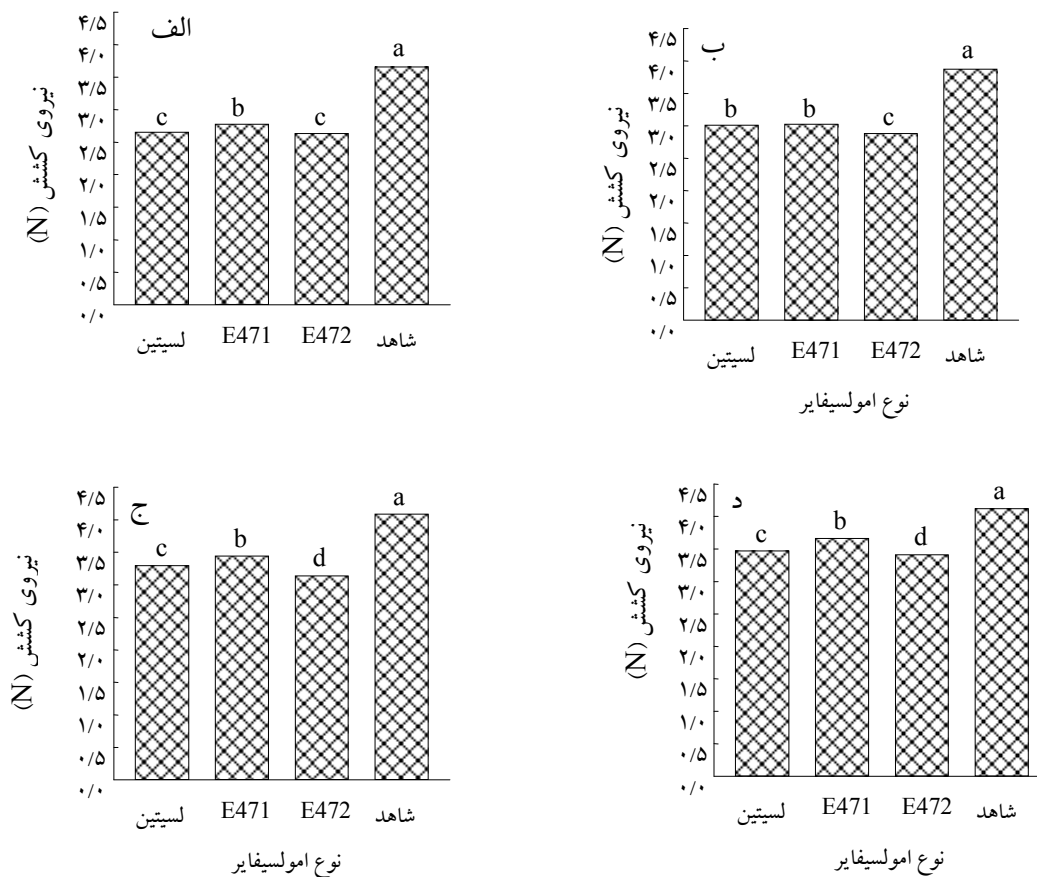 الف
a
b
c
c
۴/۵
۴/۰
۳/۵
۳/۰
۲/۵
۲/۰
۱/۵
۱/۰
۰/۵
۰/۰
نیروی کشش (N)
لسیتین E471 E472 شاهد
ب
a
b
b
c
۴/۵
۴/۰
۳/۵
۳/۰
۲/۵
۲/۰
۱/۵
۱/۰
۰/۵
۰/۰
نیروی کشش (N)
لسیتین E471 E472 شاهد
نوع امولسیفایر
ج
a
c
b
d
۴/۵
۴/۰
۳/۵
۳/۰
۲/۵
۲/۰
۱/۵
۱/۰
۰/۵
۰/۰
نیروی کشش (N)
لسیتین E471 E472 شاهد
نوع امولسیفایر
د
a
c
b
d
۴/۵
۴/۰
۳/۵
۳/۰
۲/۵
۲/۰
۱/۵
۱/۰
۰/۵
۰/۰
نیروی کشش (N)
لسیتین E471 E472 شاهد
نوع امولسیفایر